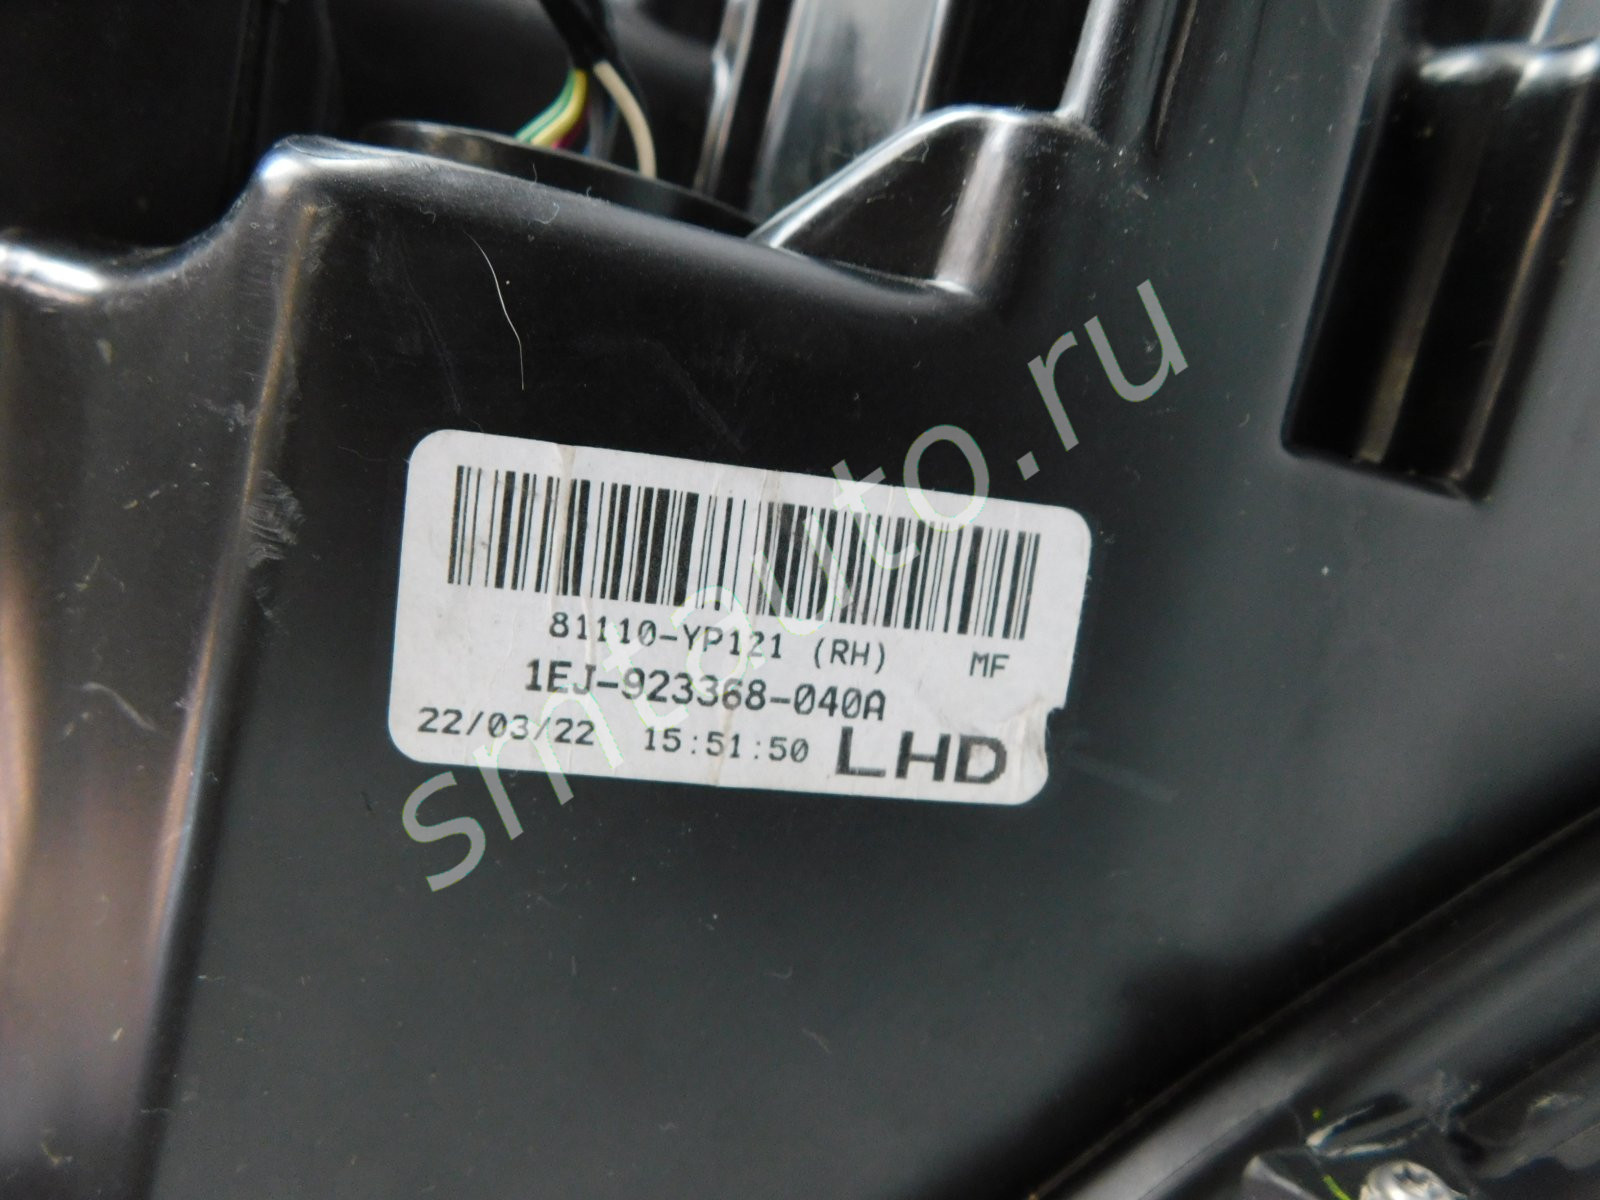 81110-YP121 (RH) MF
1EJ-923368-040A
22/03/22 15:51:50 LHD
smtauto.ru